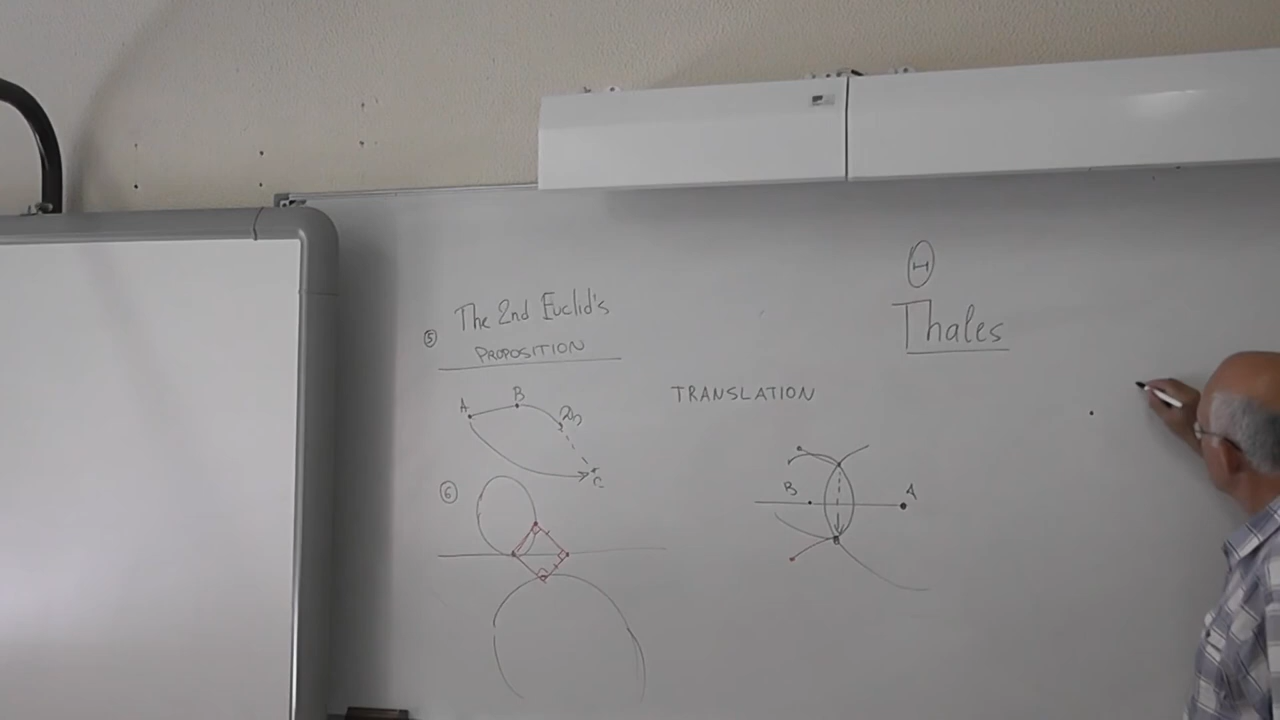 ⑤ The 2nd Euclid's
PROPOSITION
A B
C
⑥
TRANSLATION
B A
Θ
Thales